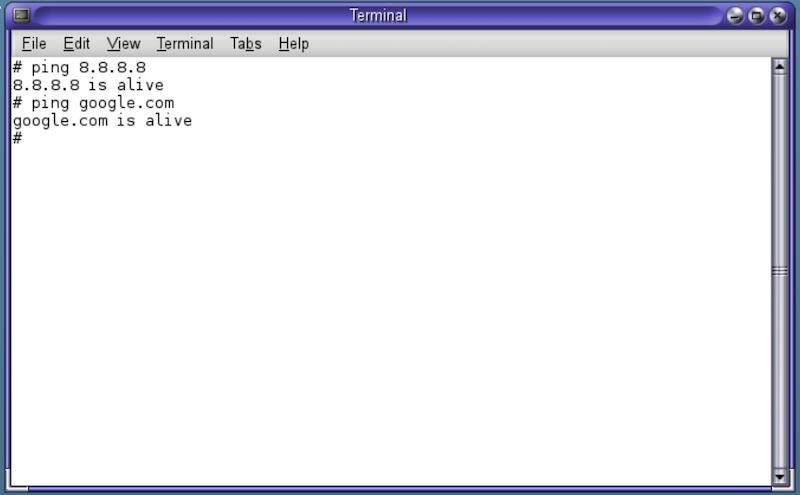 Terminal
File Edit View Terminal Tabs Help
# ping 8.8.8.8
8.8.8.8 is alive
# ping google.com
google.com is alive
#